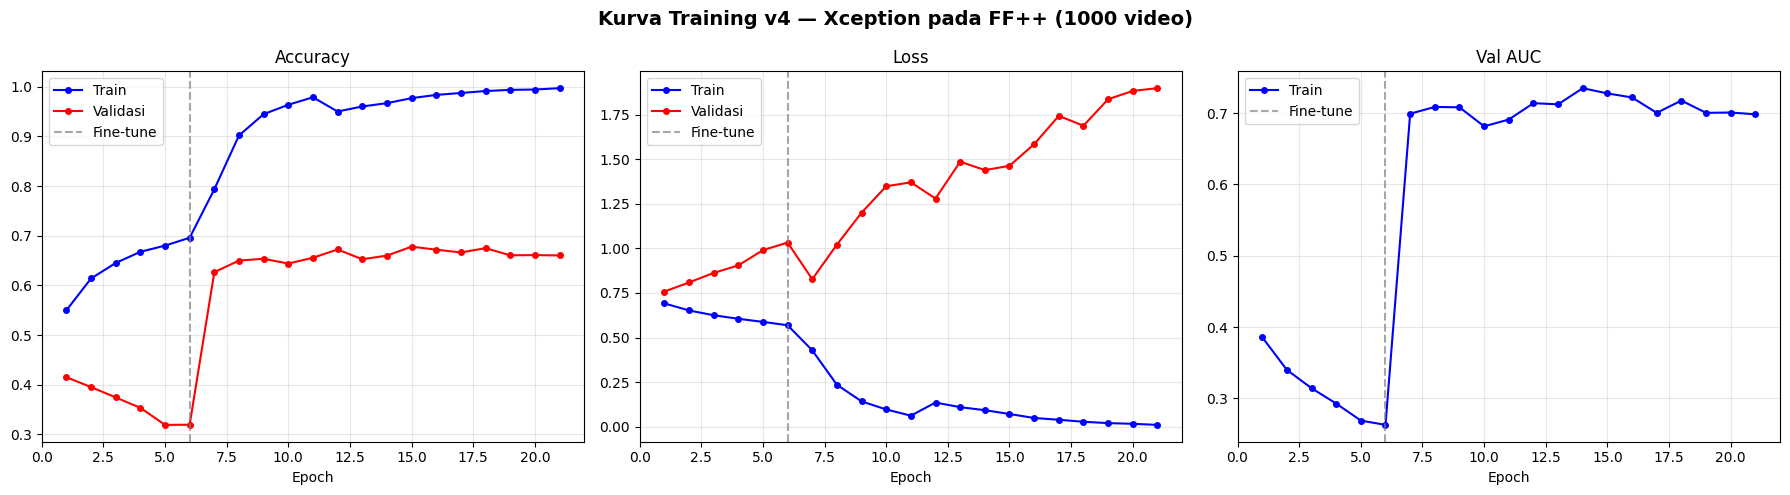 Kurva Training v4 — Xception pada FF++ (1000 video)
Accuracy
Train
Validasi
Fine-tune
1.0
0.9
0.8
0.7
0.6
0.5
0.4
0.3
0.0 2.5 5.0 7.5 10.0 12.5 15.0 17.5 20.0
Epoch
Loss
Train
Validasi
Fine-tune
1.75
1.50
1.25
1.00
0.75
0.50
0.25
0.00
0.0 2.5 5.0 7.5 10.0 12.5 15.0 17.5 20.0
Epoch
Val AUC
Train
Fine-tune
0.7
0.6
0.5
0.4
0.3
0.0 2.5 5.0 7.5 10.0 12.5 15.0 17.5 20.0
Epoch